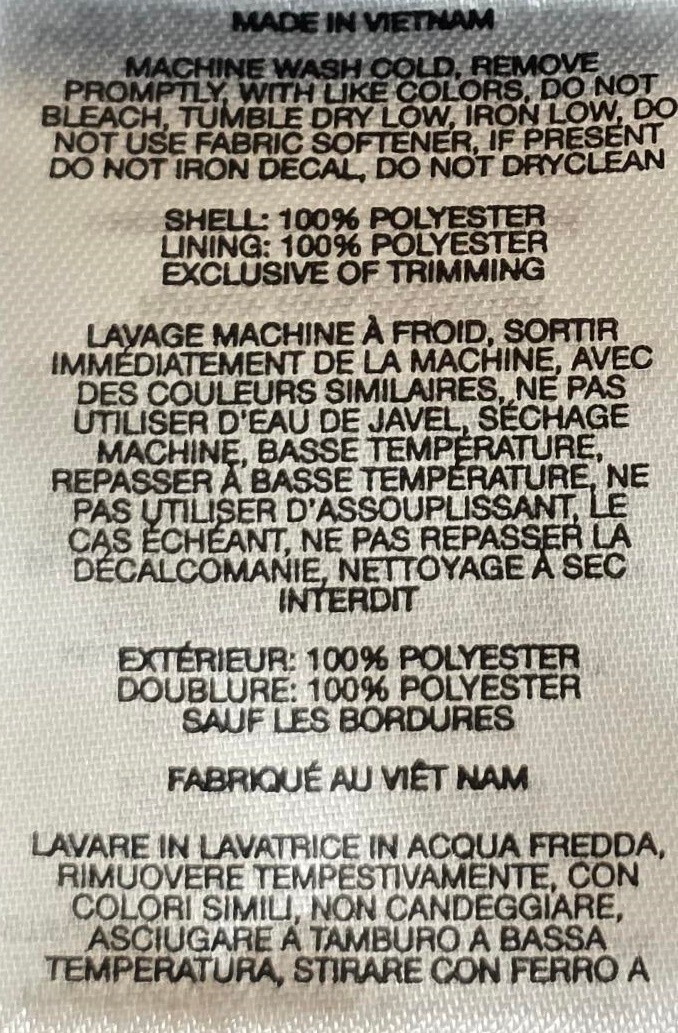 MADE IN VIETNAM
MACHINE WASH COLD, REMOVE
PROMPTLY, WITH LIKE COLORS, DO NOT
BLEACH, TUMBLE DRY LOW, IRON LOW, DO
NOT USE FABRIC SOFTENER, IF PRESENT
DO NOT IRON DECAL, DO NOT DRYCLEAN
SHELL: 100% POLYESTER
LINING: 100% POLYESTER
EXCLUSIVE OF TRIMMING
LAVAGE MACHINE À FROID, SORTIR
IMMÉDIATEMENT DE LA MACHINE, AVEC
DES COULEURS SIMILAIRES, NE PAS
UTILISER D'EAU DE JAVEL, SÉCHAGE
MACHINE, BASSE TEMPÉRATURE,
REPASSER À BASSE TEMPÉRATURE, NE
PAS UTILISER D'ASSOUPLISSANT, LE
CAS ÉCHÉANT, NE PAS REPASSER LA
DÉCALCOMANIE, NETTOYAGE À SEC
INTERDIT
EXTÉRIEUR: 100% POLYESTER
DOUBLURE: 100% POLYESTER
SAUF LES BORDURES
FABRIQUÉ AU VIÊT NAM
LAVARE IN LAVATRICE IN ACQUA FREDDA,
RIMUOVERE TEMPESTIVAMENTE, CON
COLORI SIMILI, NON CANDEGGIARE,
ASCIUGARE A TAMBURO A BASSA
TEMPERATURA, STIRARE CON FERRO A